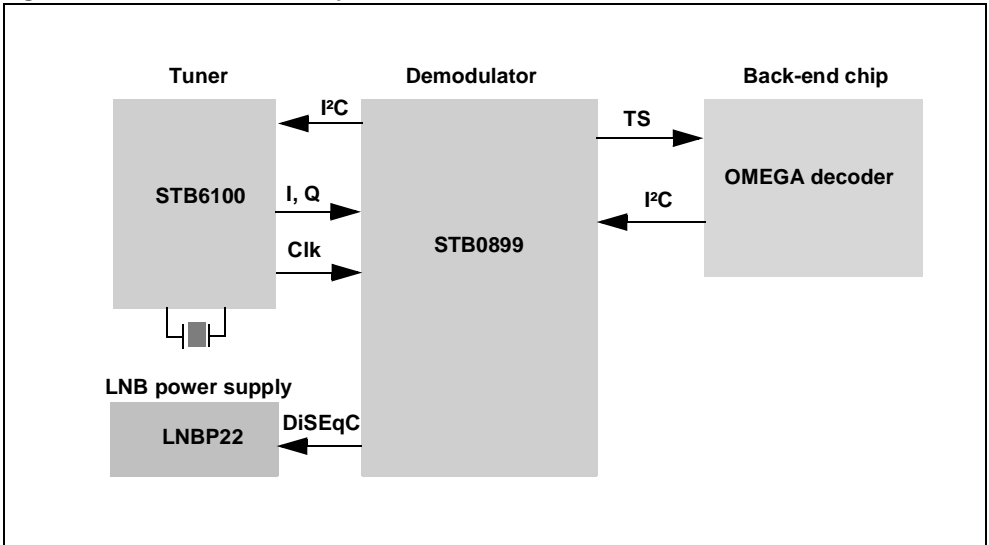 Tuner
Demodulator
Back-end chip
I²C
TS
STB6100
I, Q
OMEGA decoder
I²C
STB0899
Clk
LNB power supply
DiSEqC
LNBP22